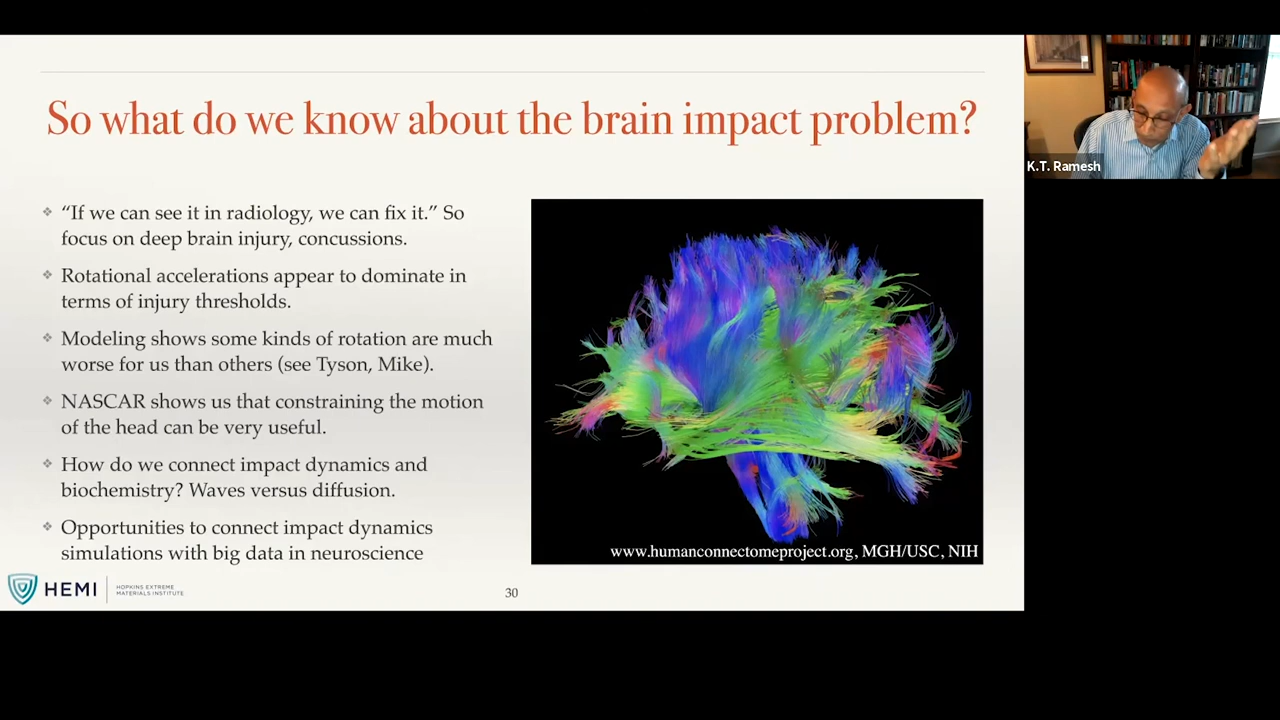 So what do we know about the brain impact problem?
K.T. Ramesh
“If we can see it in radiology, we can fix it.” So
focus on deep brain injury, concussions.
Rotational accelerations appear to dominate in
terms of injury thresholds.
Modeling shows some kinds of rotation are much
worse for us than others (see Tyson, Mike).
NASCAR shows us that constraining the motion
of the head can be very useful.
How do we connect impact dynamics and
biochemistry? Waves versus diffusion.
Opportunities to connect impact dynamics
simulations with big data in neuroscience
www.humanconnectomeproject.org, MGH/USC, NIH
HEMI
HOPKINS EXTREME
MATERIALS INSTITUTE
30